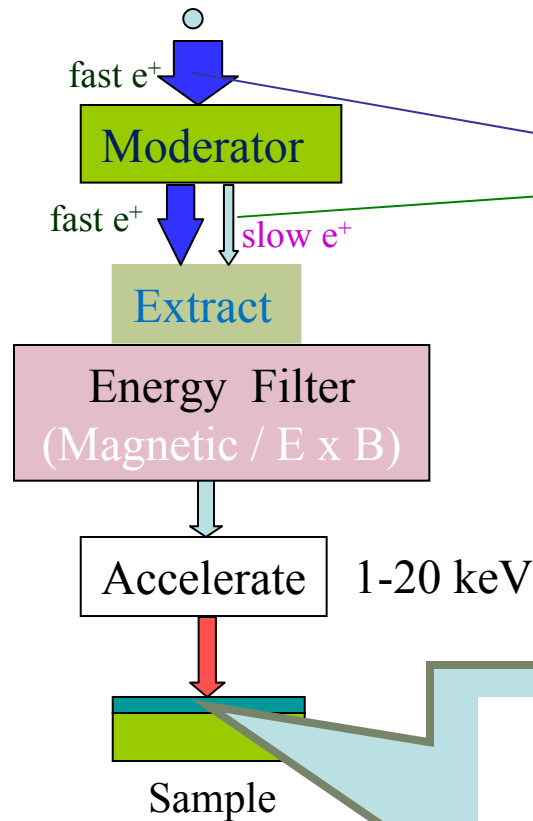 fast e⁺
Moderator
fast e⁺
slow e⁺
Extract
Energy Filter
(Magnetic / E x B)
Accelerate
1-20 keV
Sample